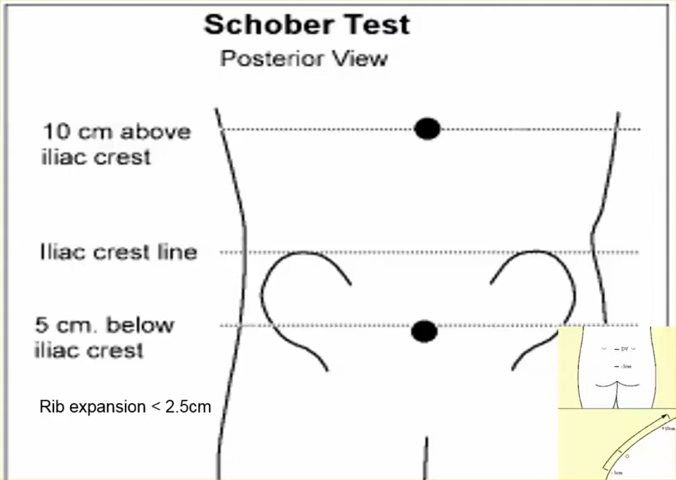 Schober Test
Posterior View
10 cm above
iliac crest
Iliac crest line
5 cm. below
iliac crest
Rib expansion < 2.5cm